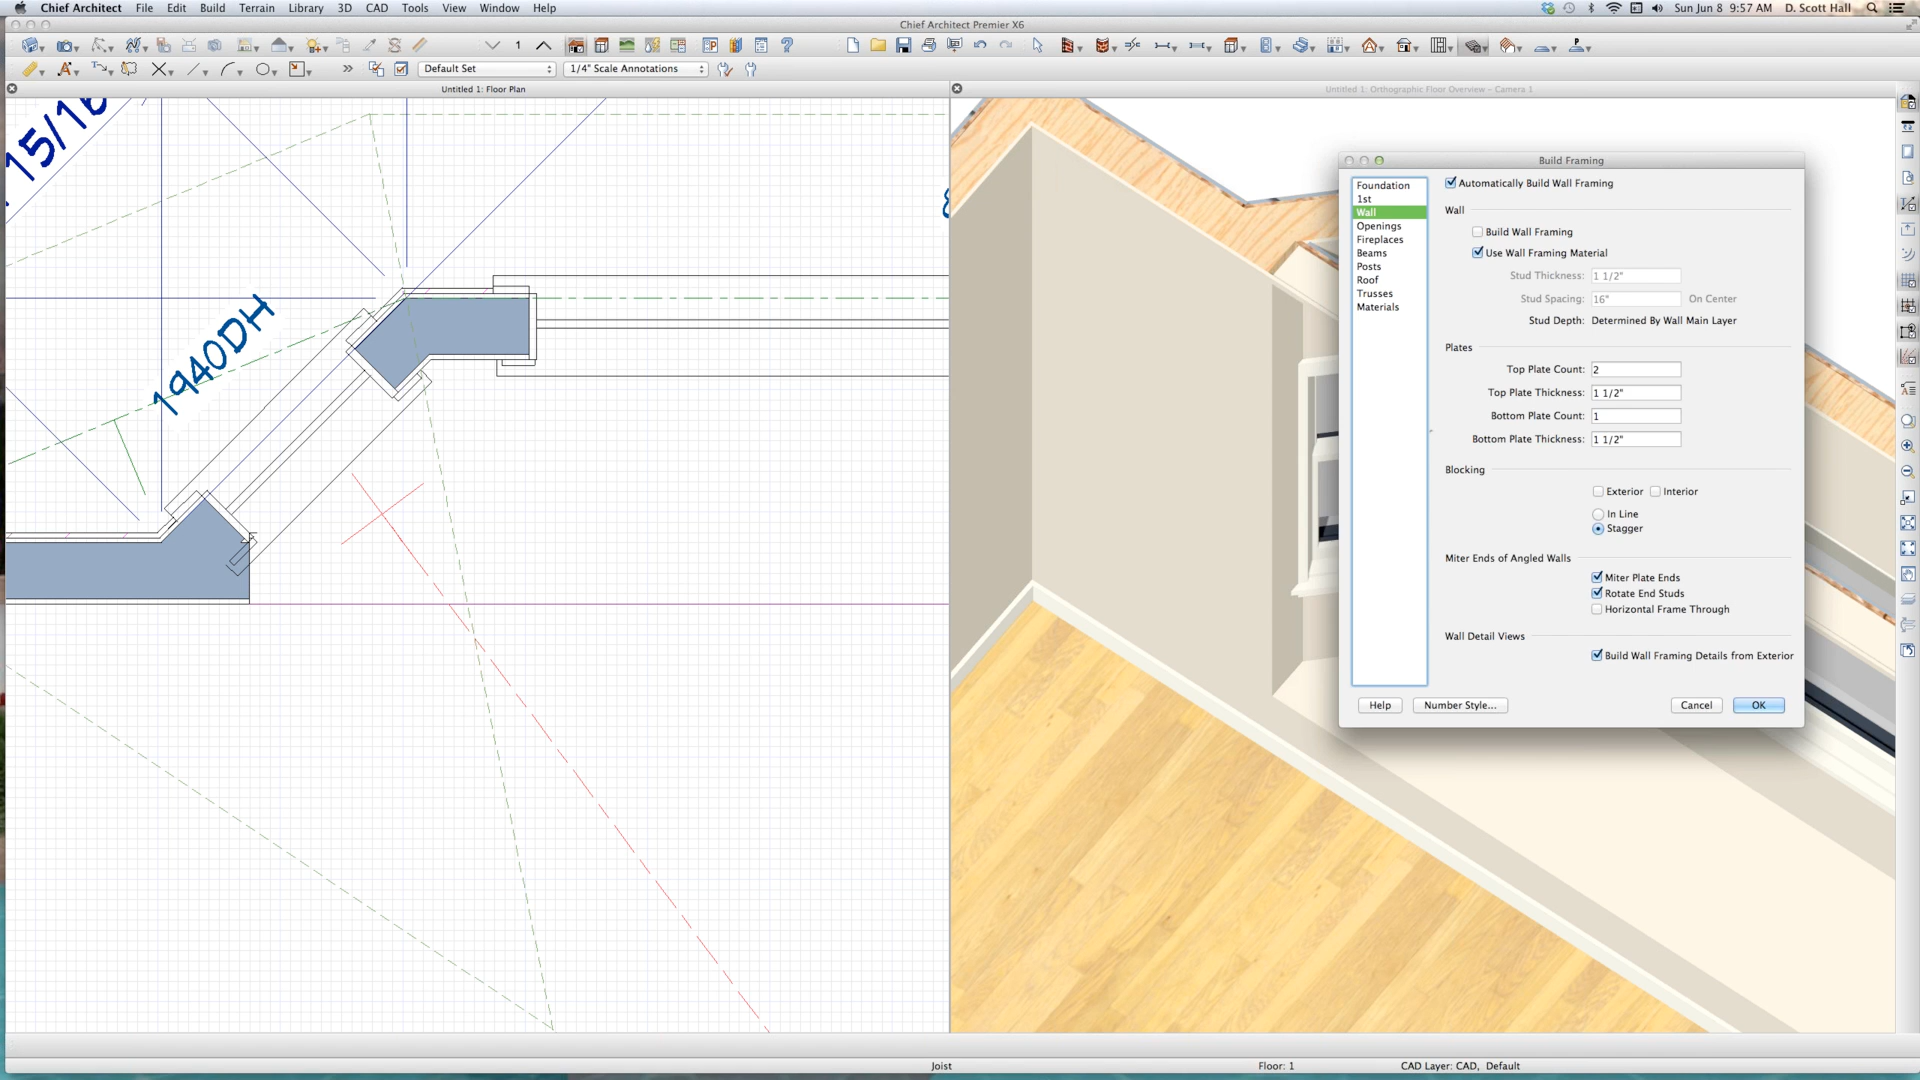 Chief Architect File Edit Build Terrain Library 3D CAD Tools View Window Help
Sun Jun 8 9:57 AM D. Scott Hall
Chief Architect Premier X6
1
Default Set
1/4" Scale Annotations
Untitled 1: Floor Plan
Untitled 1: Orthographic Floor Overview – Camera 1
15/16
1940DH
Build Framing
Foundation
1st
Wall
Openings
Fireplaces
Beams
Posts
Roof
Trusses
Materials
Automatically Build Wall Framing
Wall
Build Wall Framing
Use Wall Framing Material
Stud Thickness: 1 1/2"
Stud Spacing: 16" On Center
Stud Depth: Determined By Wall Main Layer
Plates
Top Plate Count: 2
Top Plate Thickness: 1 1/2"
Bottom Plate Count: 1
Bottom Plate Thickness: 1 1/2"
Blocking
Exterior Interior
In Line
Stagger
Miter Ends of Angled Walls
Miter Plate Ends
Rotate End Studs
Horizontal Frame Through
Wall Detail Views
Build Wall Framing Details from Exterior
Help Number Style... Cancel OK
Joist Floor: 1 CAD Layer: CAD, Default